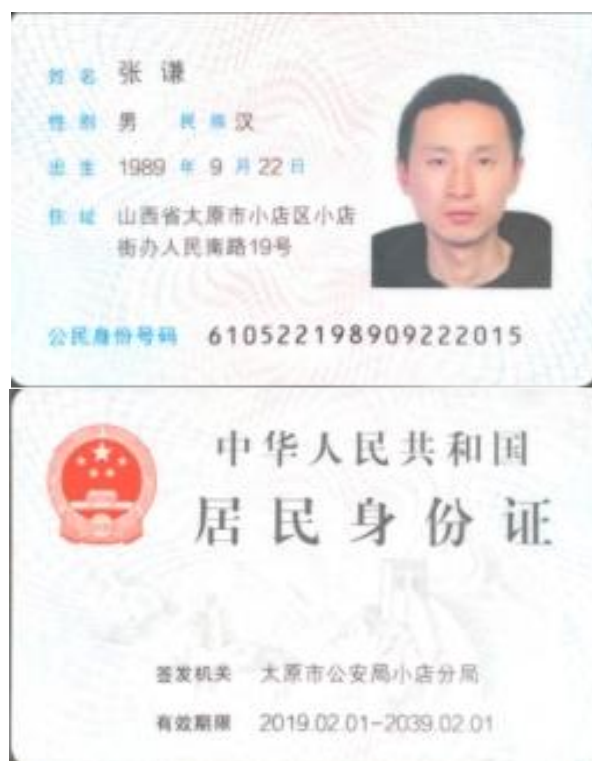 姓名 张谦
性别 男 民族 汉
出生 1989 年 9 月 22 日
住址 山西省太原市小店区小店
街办人民南路19号
公民身份号码 610522198909222015
中华人民共和国
居民身份证
签发机关 太原市公安局小店分局
有效期限 2019.02.01-2039.02.01